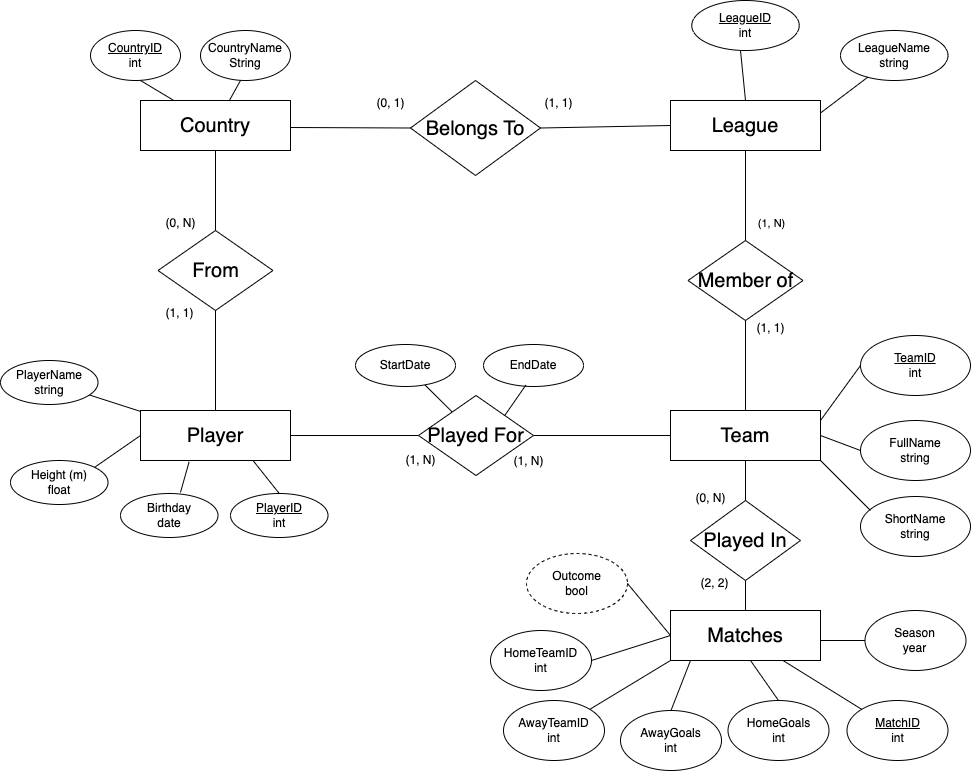 LeagueID
int
CountryID
int
CountryName
String
LeagueName
string
Country
(0, 1)
Belongs To
(1, 1)
League
(0, N)
From
(1, 1)
(1, N)
Member of
(1, 1)
PlayerName
string
StartDate
EndDate
TeamID
int
Player
Played For
(1, N)
(1, N)
Team
FullName
string
Height (m)
float
Birthday
date
PlayerID
int
ShortName
string
(0, N)
Played In
(2, 2)
Outcome
bool
Matches
Season
year
HomeTeamID
int
AwayTeamID
int
AwayGoals
int
HomeGoals
int
MatchID
int